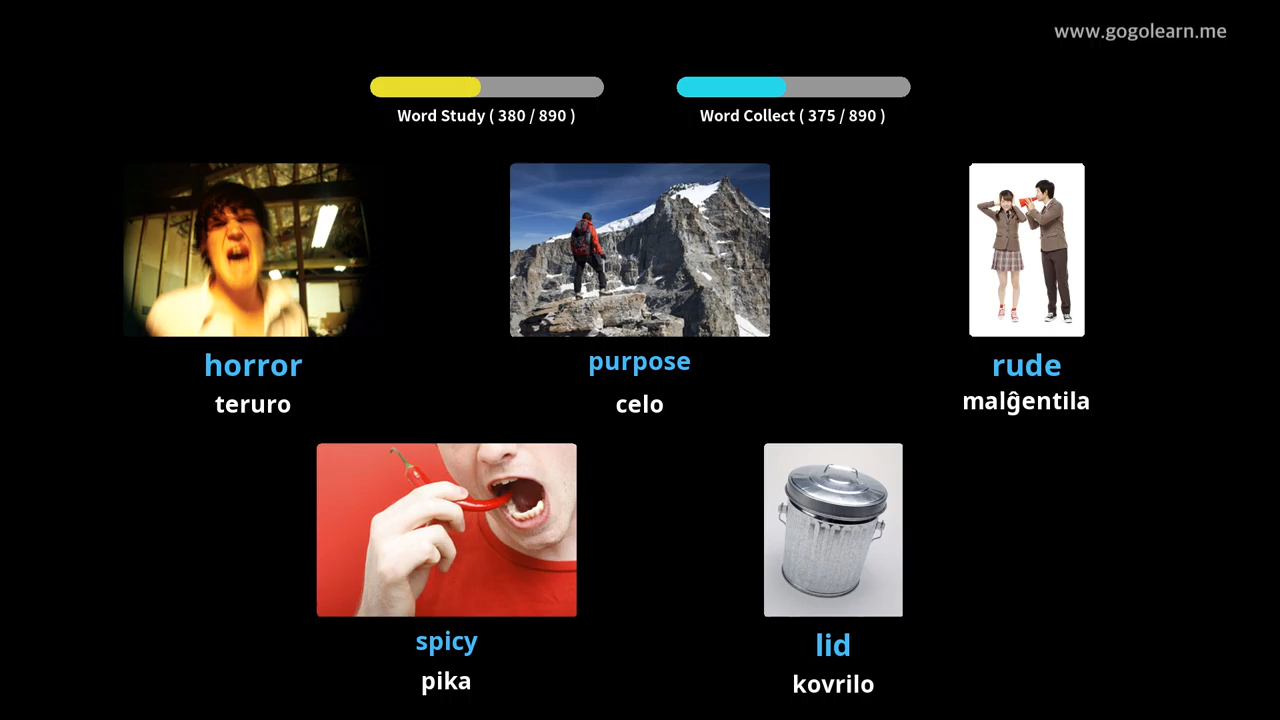 www.gogolearn.me
Word Study ( 380 / 890 )
Word Collect ( 375 / 890 )
horror
teruro
purpose
celo
rude
malĝentila
spicy
pika
lid
kovrilo